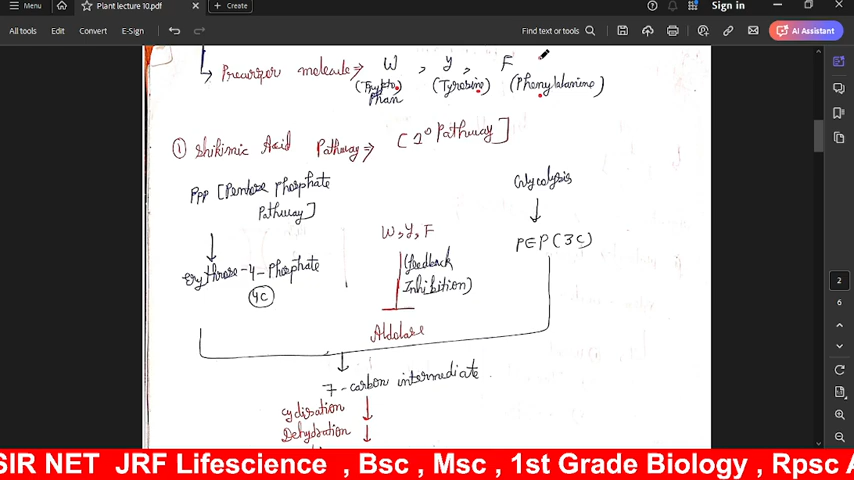 Menu
Plant lecture 10.pdf
Create
Sign in
All tools
Edit
Convert
E-Sign
Find text or tools
AI Assistant
Precurser molecule ⇒ W , Y , F
(Trypto Phan) (Tyrosine) (Phenylalanine)
① Shikimic Acid Pathway ⇒ [1° Pathway]
PPP [Pentose Phosphate
Pathway]
Glycolysis
W, Y, F
PEP (3C)
Erythrose-4-Phosphate
4C
(feedback
Inhibition)
Aldolase
7-carbon intermediate
cyclisation
Dehydration
2
6
SIR NET JRF Lifescience , Bsc , Msc , 1st Grade Biology , Rpsc A